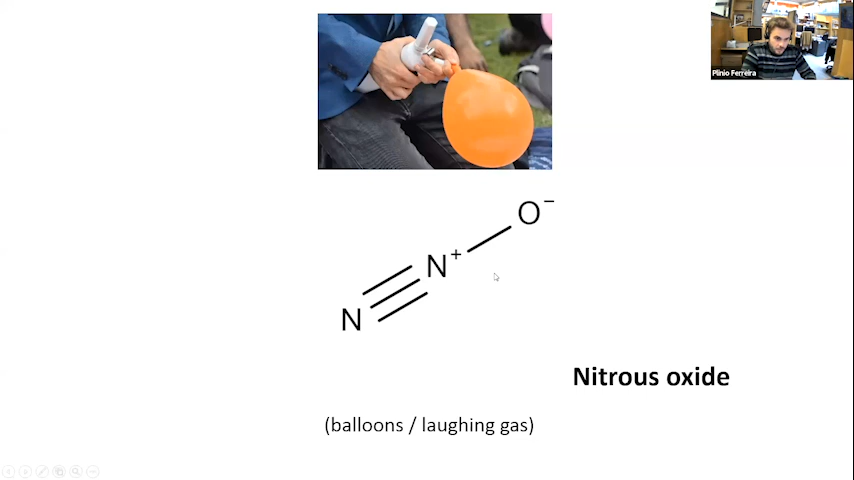 Plinio Ferreira
O⁻
N⁺
N
Nitrous oxide
(balloons / laughing gas)